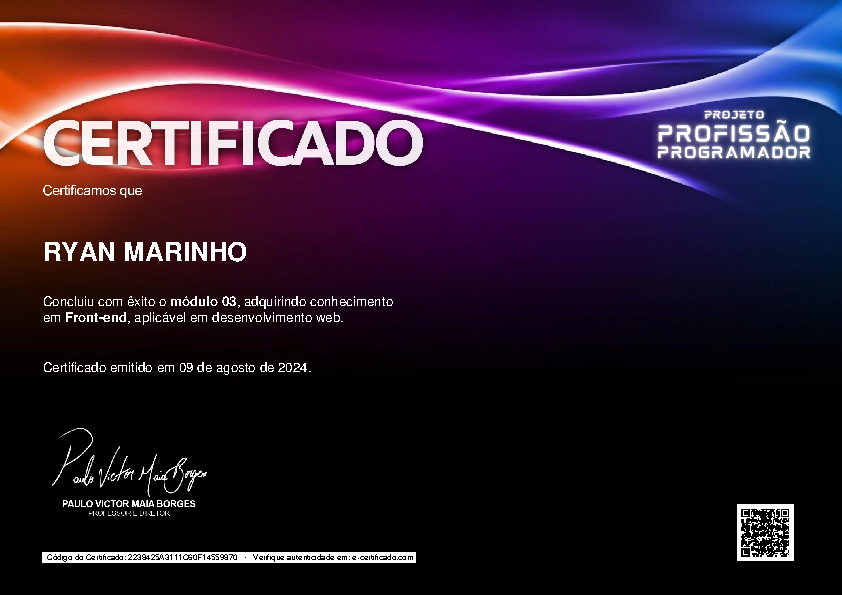 CERTIFICADO
PROJETO
PROFISSÃO
PROGRAMADOR
Certificamos que
RYAN MARINHO
Concluiu com êxito o módulo 03, adquirindo conhecimento
em Front-end, aplicável em desenvolvimento web.
Certificado emitido em 09 de agosto de 2024.
Paulo Victor Maia Borges
PAULO VICTOR MAIA BORGES
PROFESSOR E DIRETOR
Código do Certificado: 2239425A3111C60F14559870 - Verifique autenticidade em: e-certificado.com